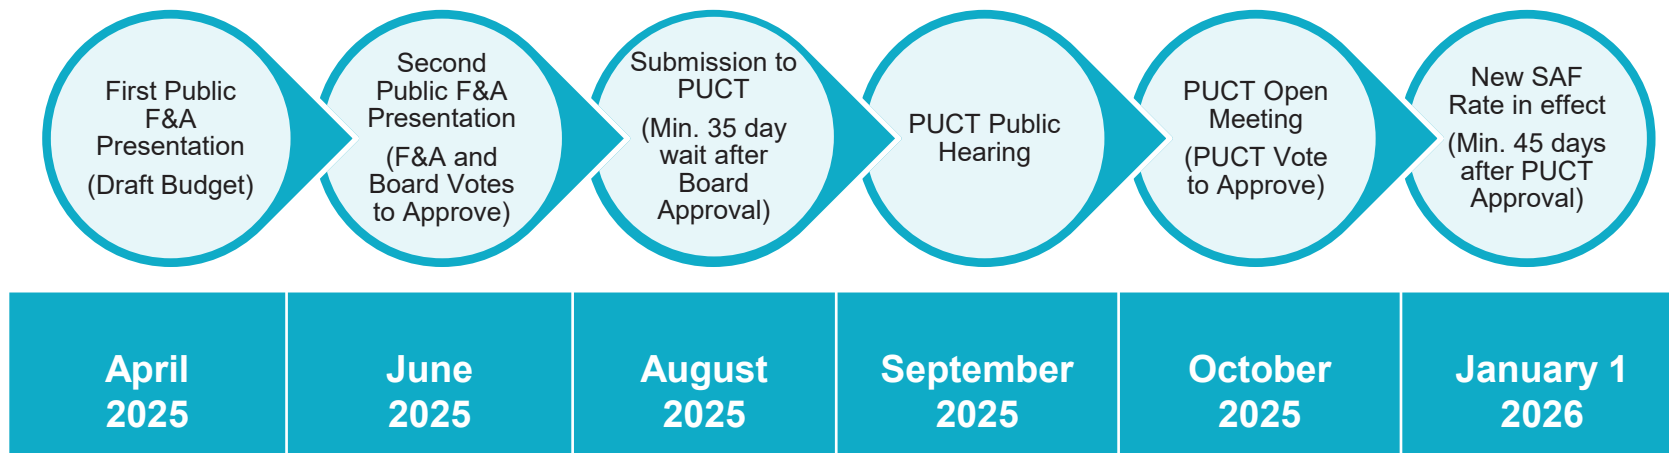 First Public
F&A
Presentation
(Draft Budget)
Second
Public F&A
Presentation
(F&A and
Board Votes
to Approve)
Submission to
PUCT
(Min. 35 day
wait after
Board
Approval)
PUCT Public
Hearing
PUCT Open
Meeting
(PUCT Vote
to Approve)
New SAF
Rate in effect
(Min. 45 days
after PUCT
Approval)
April
2025
June
2025
August
2025
September
2025
October
2025
January 1
2026